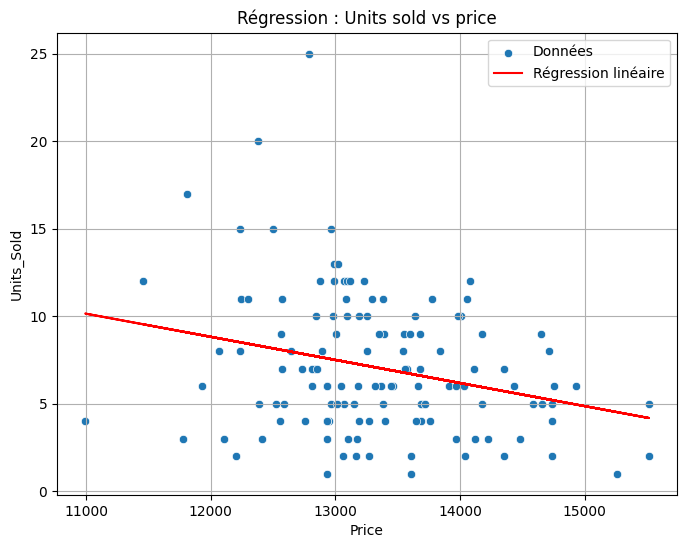 Régression : Units sold vs price
Données
Régression linéaire
Units_Sold
25
20
15
10
5
0
11000
12000
13000
14000
15000
Price